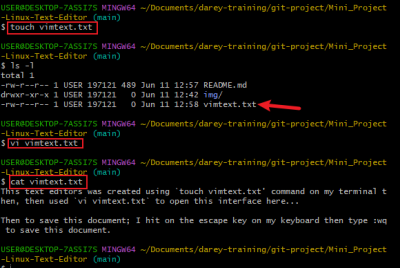 USER@DESKTOP-7ASSI7S MINGW64 ~/Documents/darey-training/git-project/Mini_Project
-Linux-Text-Editor (main)
$ touch vimtext.txt
USER@DESKTOP-7ASSI7S MINGW64 ~/Documents/darey-training/git-project/Mini_Project
-Linux-Text-Editor (main)
$ ls -l
total 1
-rw-r--r-- 1 USER 197121 489 Jun 11 12:57 README.md
drwxr-xr-x 1 USER 197121   0 Jun 11 12:42 img/
-rw-r--r-- 1 USER 197121   0 Jun 11 12:58 vimtext.txt
USER@DESKTOP-7ASSI7S MINGW64 ~/Documents/darey-training/git-project/Mini_Project
-Linux-Text-Editor (main)
$ vi vimtext.txt
USER@DESKTOP-7ASSI7S MINGW64 ~/Documents/darey-training/git-project/Mini_Project
-Linux-Text-Editor (main)
$ cat vimtext.txt
This text editors was created using `touch vimtext.txt` command on my terminal t
hen, then used `vi vimtext.txt` to open this interface here...
Then to save this document; I hit on the escape key on my keyboard then type :wq
 to save this document.
USER@DESKTOP-7ASSI7S MINGW64 ~/Documents/darey-training/git-project/Mini_Project
-Linux-Text-Editor (main)
$